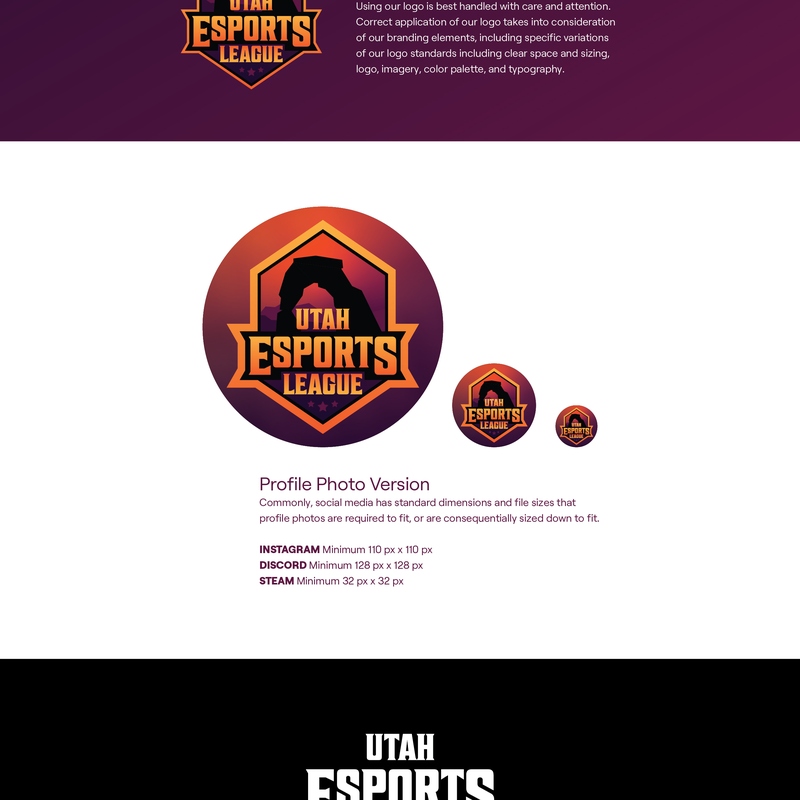 UTAH
ESPORTS
LEAGUE
Using our logo is best handled with care and attention.
Correct application of our logo takes into consideration
of our branding elements, including specific variations
of our logo standards including clear space and sizing,
logo, imagery, color palette, and typography.
UTAH
ESPORTS
LEAGUE
UTAH
ESPORTS
LEAGUE
UTAH
ESPORTS
LEAGUE
Profile Photo Version
Commonly, social media has standard dimensions and file sizes that
profile photos are required to fit, or are consequentially sized down to fit.
INSTAGRAM Minimum 110 px x 110 px
DISCORD Minimum 128 px x 128 px
STEAM Minimum 32 px x 32 px
UTAH
ESPORTS